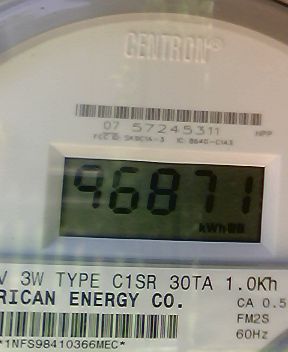 CENTRON®
07 57245311
HPP
96871
kWh
V 3W TYPE C1SR 30TA 1.0Kh
RICAN ENERGY CO.
CA 0.5
FM2S
60Hz
*1NFS98410366MEC*